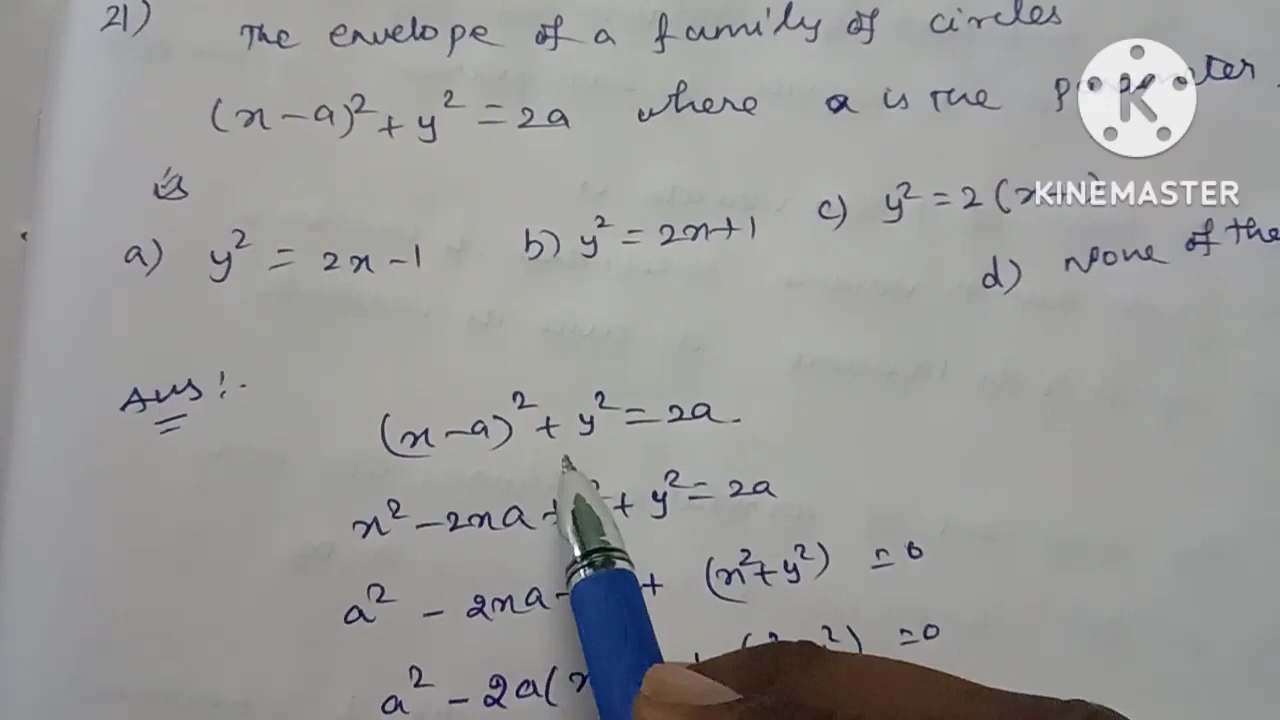 21) The envelope of a family of circles
(x-a)² + y² = 2a where a is the
is
a) y² = 2x-1 b) y² = 2x+1 c) y² = 2(x+
d) None of the
KINEMASTER
Ans:-
(x-a)² + y² = 2a.
x² - 2xa + y² = 2a
a² - 2xa + (x²+y²) = 0
a² - 2a( = 0